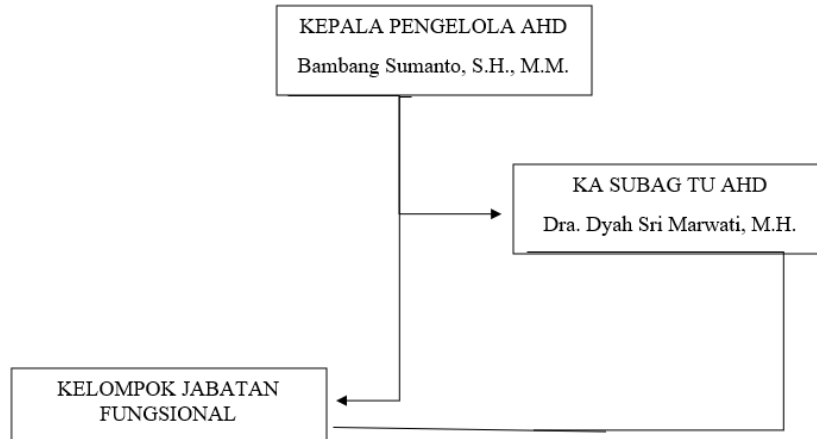 KEPALA PENGELOLA AHD
Bambang Sumanto, S.H., M.M.
KA SUBAG TU AHD
Dra. Dyah Sri Marwati, M.H.
KELOMPOK JABATAN
FUNGSIONAL